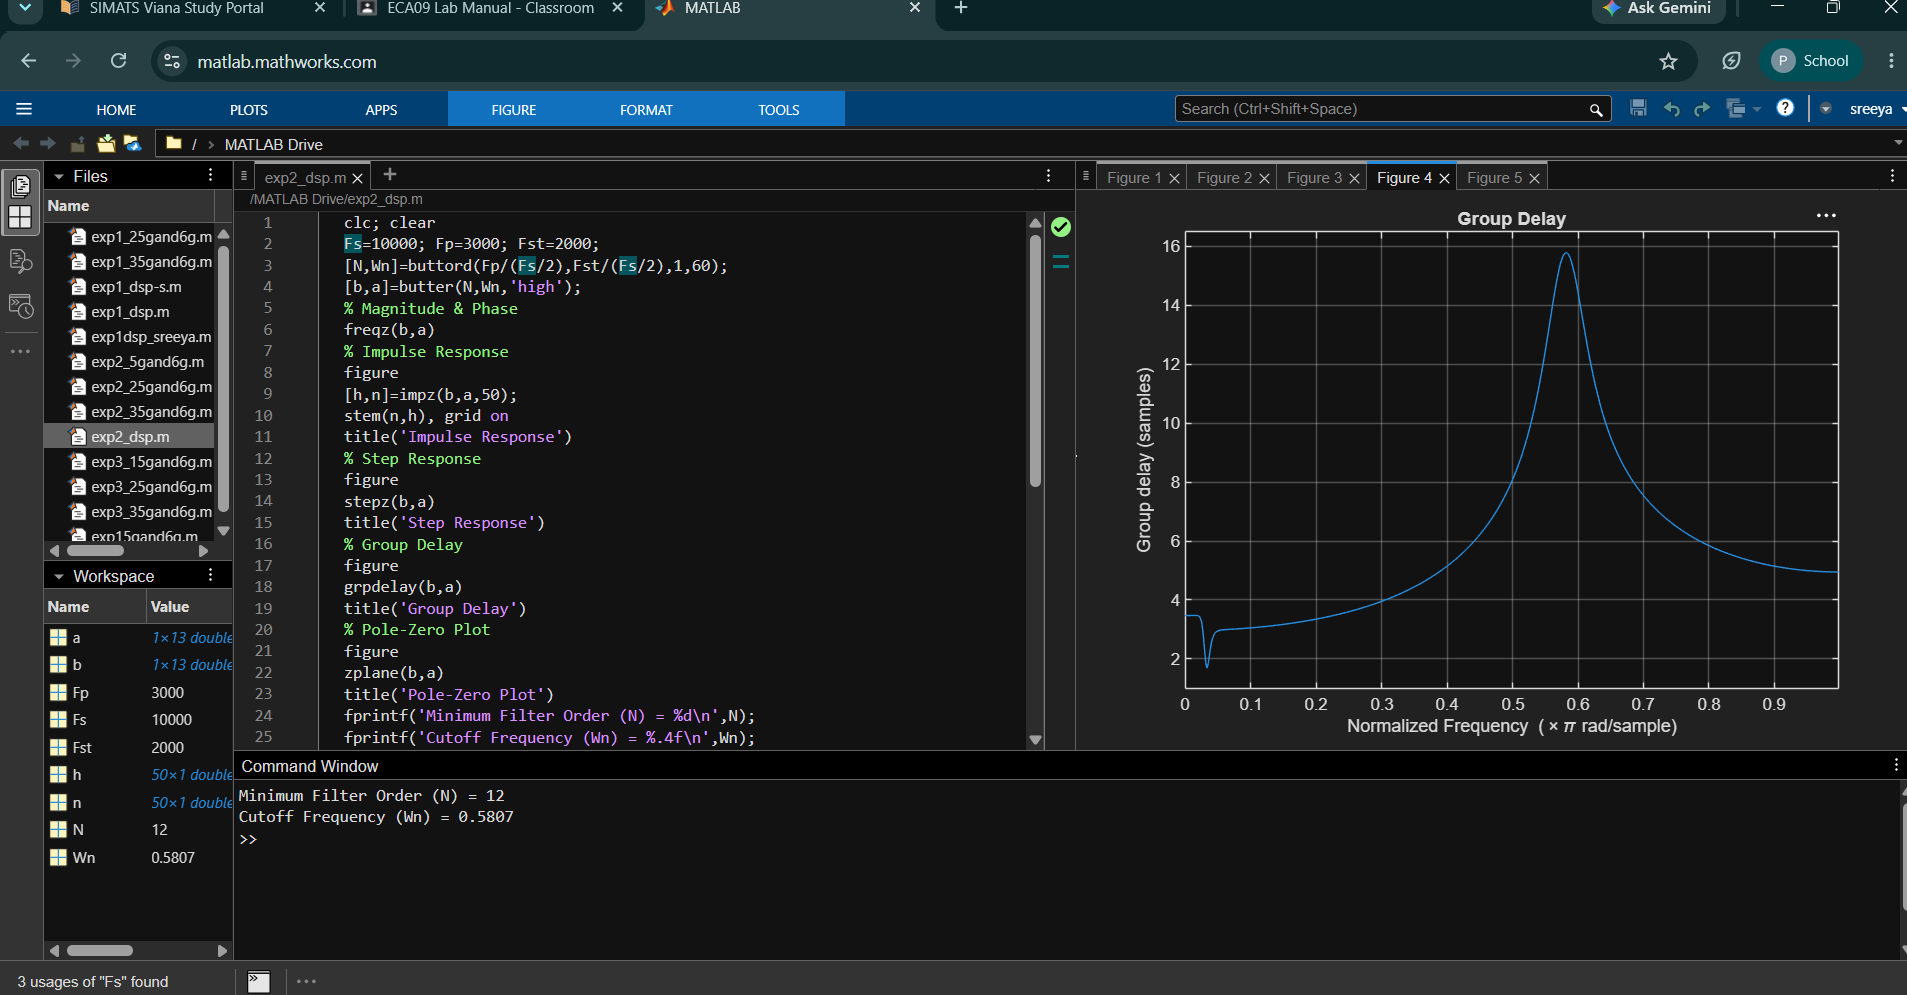 SIMATS Viana Study Portal
ECA09 Lab Manual - Classroom
MATLAB
Ask Gemini
matlab.mathworks.com
P School
HOME PLOTS APPS FIGURE FORMAT TOOLS
Search (Ctrl+Shift+Space)
sreeya
/ › MATLAB Drive
Files
Name
exp1_25gand6g.m
exp1_35gand6g.m
exp1_dsp-s.m
exp1_dsp.m
exp1dsp_sreeya.m
exp2_5gand6g.m
exp2_25gand6g.m
exp2_35gand6g.m
exp2_dsp.m
exp3_15gand6g.m
exp3_25gand6g.m
exp3_35gand6g.m
exp15gand6g.m
Workspace
Name Value
a 1×13 double
b 1×13 double
Fp 3000
Fs 10000
Fst 2000
h 50×1 double
n 50×1 double
N 12
Wn 0.5807
exp2_dsp.m
/MATLAB Drive/exp2_dsp.m
1 clc; clear
2 Fs=10000; Fp=3000; Fst=2000;
3 [N,Wn]=buttord(Fp/(Fs/2),Fst/(Fs/2),1,60);
4 [b,a]=butter(N,Wn,'high');
5 % Magnitude & Phase
6 freqz(b,a)
7 % Impulse Response
8 figure
9 [h,n]=impz(b,a,50);
10 stem(n,h), grid on
11 title('Impulse Response')
12 % Step Response
13 figure
14 stepz(b,a)
15 title('Step Response')
16 % Group Delay
17 figure
18 grpdelay(b,a)
19 title('Group Delay')
20 % Pole-Zero Plot
21 figure
22 zplane(b,a)
23 title('Pole-Zero Plot')
24 fprintf('Minimum Filter Order (N) = %d\n',N);
25 fprintf('Cutoff Frequency (Wn) = %.4f\n',Wn);
Figure 1 Figure 2 Figure 3 Figure 4 Figure 5
Group Delay
Group delay (samples)
16
14
12
10
8
6
4
2
0 0.1 0.2 0.3 0.4 0.5 0.6 0.7 0.8 0.9
Normalized Frequency (×π rad/sample)
Command Window
Minimum Filter Order (N) = 12
Cutoff Frequency (Wn) = 0.5807
>>
3 usages of "Fs" found